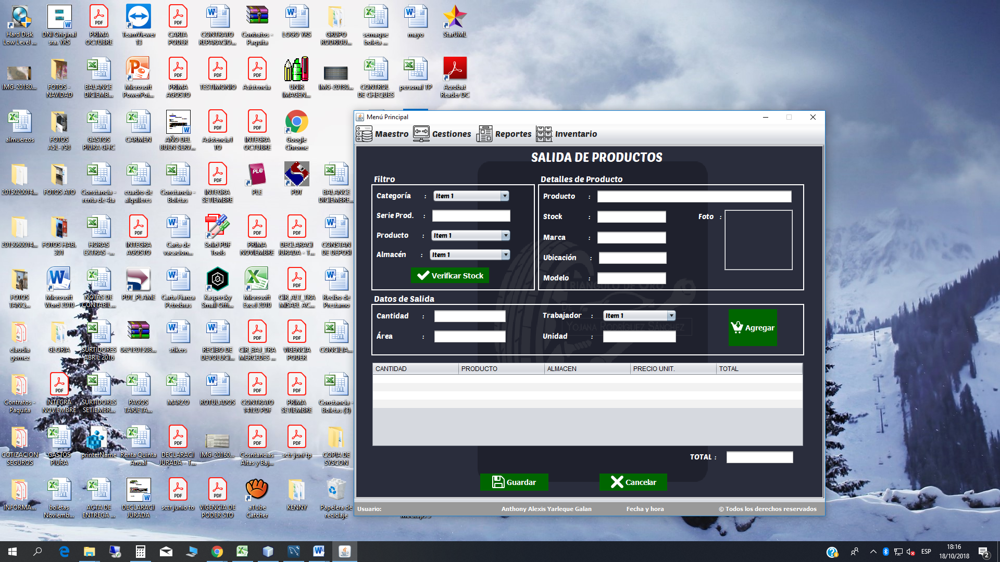 Hard Disk
Low Level ...
DNI Original
sra. YRS
PRIMA
OCTUBRE
TeamViewer
13
CARTA
PODER
CONTRATO
REPARACIO...
Contratos -
Paquita
LOGO YRS
GRUPO
RODRIGU...
sernaque
boleta ...
mayo
StarUML
IMG-20180...
FOTOS -
NAVIDAD
BALANCE
DICIEMB...
Microsoft
PowerPoi...
PRIMA
AGOSTO
TESTIMONIO
Asistencia
UNIR
IMAGEN...
IMG-20180...
CONTROL
DE CHEQUES
personal TP
Acrobat
Reader DC
almuerzos
FOTOS
A5L-798
GASTOS
PIURA GHC
CARMEN
AÑO DEL
BUEN SERV...
Asistencia I
TO
INTEGRA
OCTUBRE
Google
Chrome
2015020014...
FOTOS ATO
Constancia -
renta de 4ta
cuadro de
alquileres
Constancia -
Boletas
INTEGRA
SETIEMBRE
PLE
PDT
BALANCE
DICIEMBRE...
2015060014...
FOTOS HAB.
301
HORAS
EXTRAS -...
INTEGRA
AGOSTO
Carta de
vacacion...
Solid PDF
Tools
PRIMA
NOVIEMBRE
DECLARACI
JURADA - T...
CONSTAN
DE DEPOSI
FOTOS
TANQ...
Microsoft
Word 2010
NOTAS DE
CONTABIL...
PDT_PLAME
Carta Fianza
Petrobras
Kaspersky
Small Offi...
Microsoft
Excel 2010
CIR_ALT_TRA
MISAEL AC...
Recibo de
Prestamo
claudia
gomez
GLORIA
SURTIDORES
ABRIL 2016
0621201508...
stikers
RECIBO DE
DEVOLUCI...
CIR_BAJ_TRA
MERCEDES ...
VIGENCIA
PODER
CONCILIA...
Contratos -
Paquita
INTEGRA
NOVIEMBRE
SURTIDORES
SETIEMBR...
PAGOS
TARJETA...
MARZO
ROTULADOS
CONTRATO
14120 PDF
PRIMA
SETIEMBRE
Constancia -
Boletas (3)
COTIZACION
SEGUROS
GASTOS
PIURA
printerName
Renta Quinta
Anual
DECLARACI
JURADA - T...
IMG-20160...
Cosntancias
Altas y Baj...
sctr juni tp
COPIA DE
SYSCON
INFORMA...
boletas
Noviemb...
ACTA DE
ENTREGA ...
DECLARACI
JURADA
sctr junio to
VIGENCIA DE
PODER STO
aTube
Catcher
KENNY
Papelera de
reciclaje
Menú Principal
Maestro Gestiones Reportes Inventario
SALIDA DE PRODUCTOS
Filtro
Categoría : Item 1
Serie Prod. :
Producto : Item 1
Almacén : Item 1
Verificar Stock
Detalles de Producto
Producto :
Stock :
Foto :
Marca :
Ubicación :
Modelo :
TRIANGULO DE ORO
DE
YOJANA RODRÍGUEZ SÁNCHEZ
Datos de Salida
Cantidad :
Trabajador : Item 1
Área :
Unidad :
Agregar
CANTIDAD PRODUCTO ALMACEN PRECIO UNIT. TOTAL
TOTAL :
Guardar Cancelar
Usuario: Anthony Alexis Yarleque Galan Fecha y hora © Todos los derechos reservados
ESP
18:16
18/10/2018
2